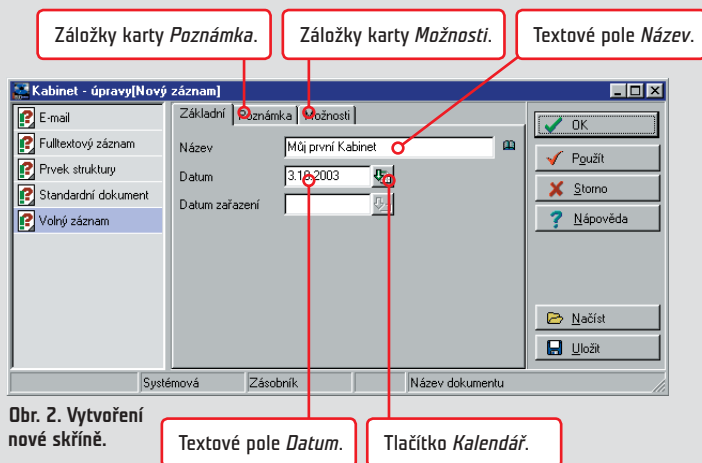 Záložky karty Poznámka.
Záložky karty Možnosti.
Textové pole Název.
Kabinet - úpravy[Nový záznam]
E-mail
Fulltextový záznam
Prvek struktury
Standardní dokument
Volný záznam
Základní
Poznámka
Možnosti
Název
Můj první Kabinet
Datum
3.10.2003
Datum zařazení
OK
Použít
Storno
Nápověda
Načíst
Uložit
Systémová
Zásobník
Název dokumentu
Obr. 2. Vytvoření
nové skříně.
Textové pole Datum.
Tlačítko Kalendář.